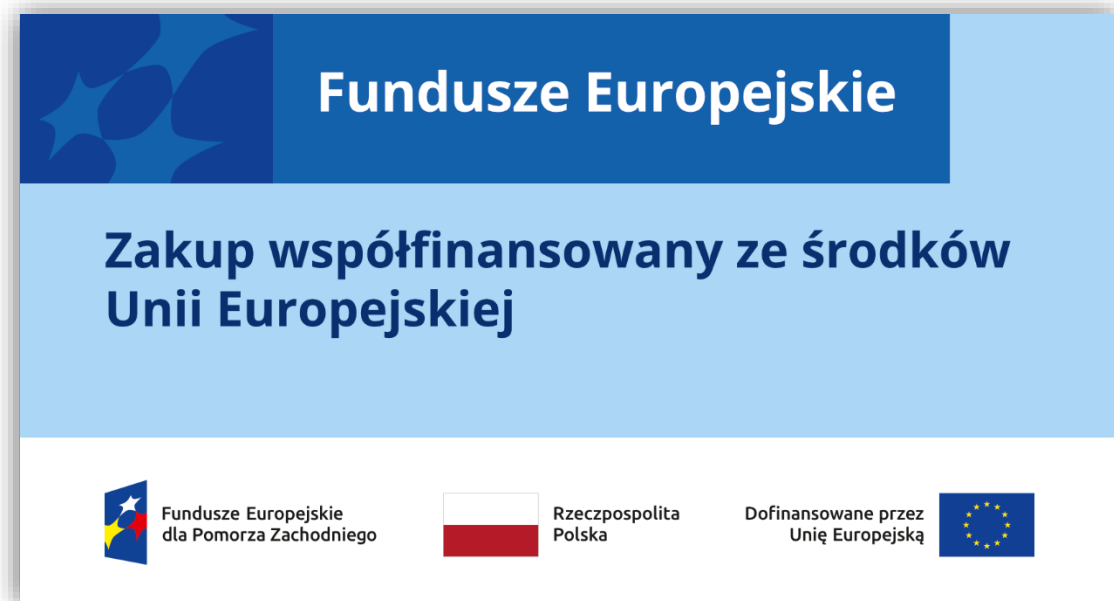 Fundusze Europejskie
Zakup współfinansowany ze środków
Unii Europejskiej
Fundusze Europejskie
dla Pomorza Zachodniego
Rzeczpospolita
Polska
Dofinansowane przez
Unię Europejską